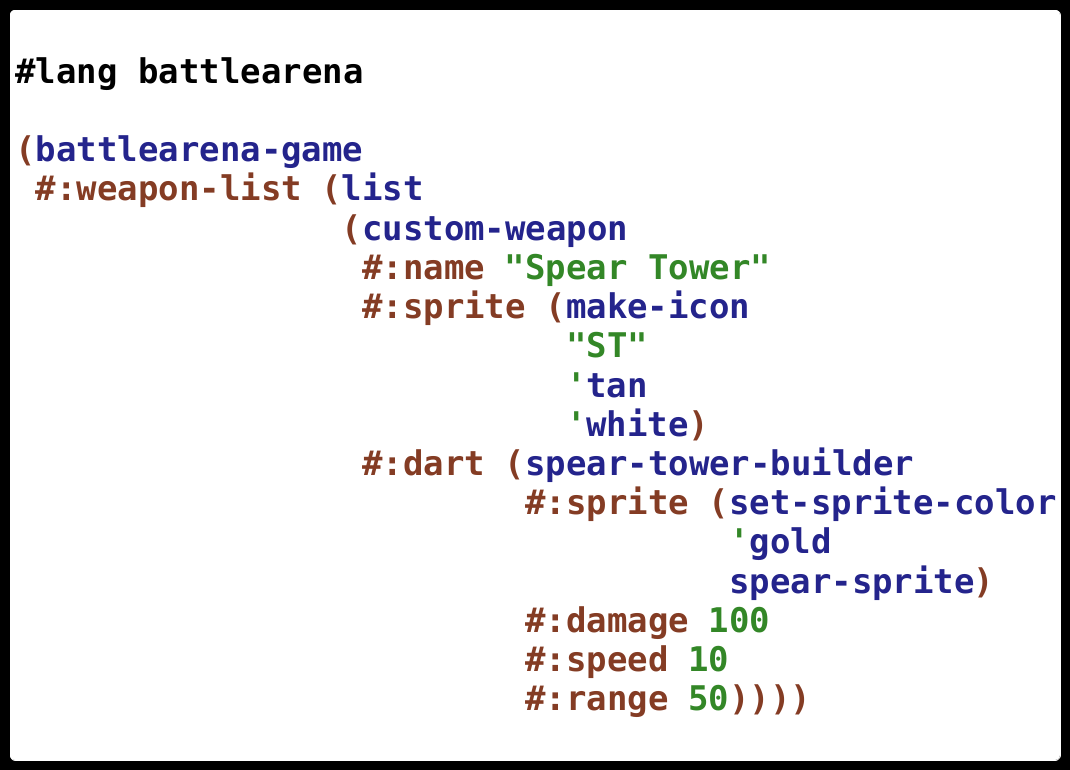 #lang battlearena

(battlearena-game
 #:weapon-list (list
                (custom-weapon
                 #:name "Spear Tower"
                 #:sprite (make-icon
                           "ST"
                           'tan
                           'white)
                 #:dart (spear-tower-builder
                         #:sprite (set-sprite-color
                                   'gold
                                   spear-sprite)
                         #:damage 100
                         #:speed 10
                         #:range 50))))